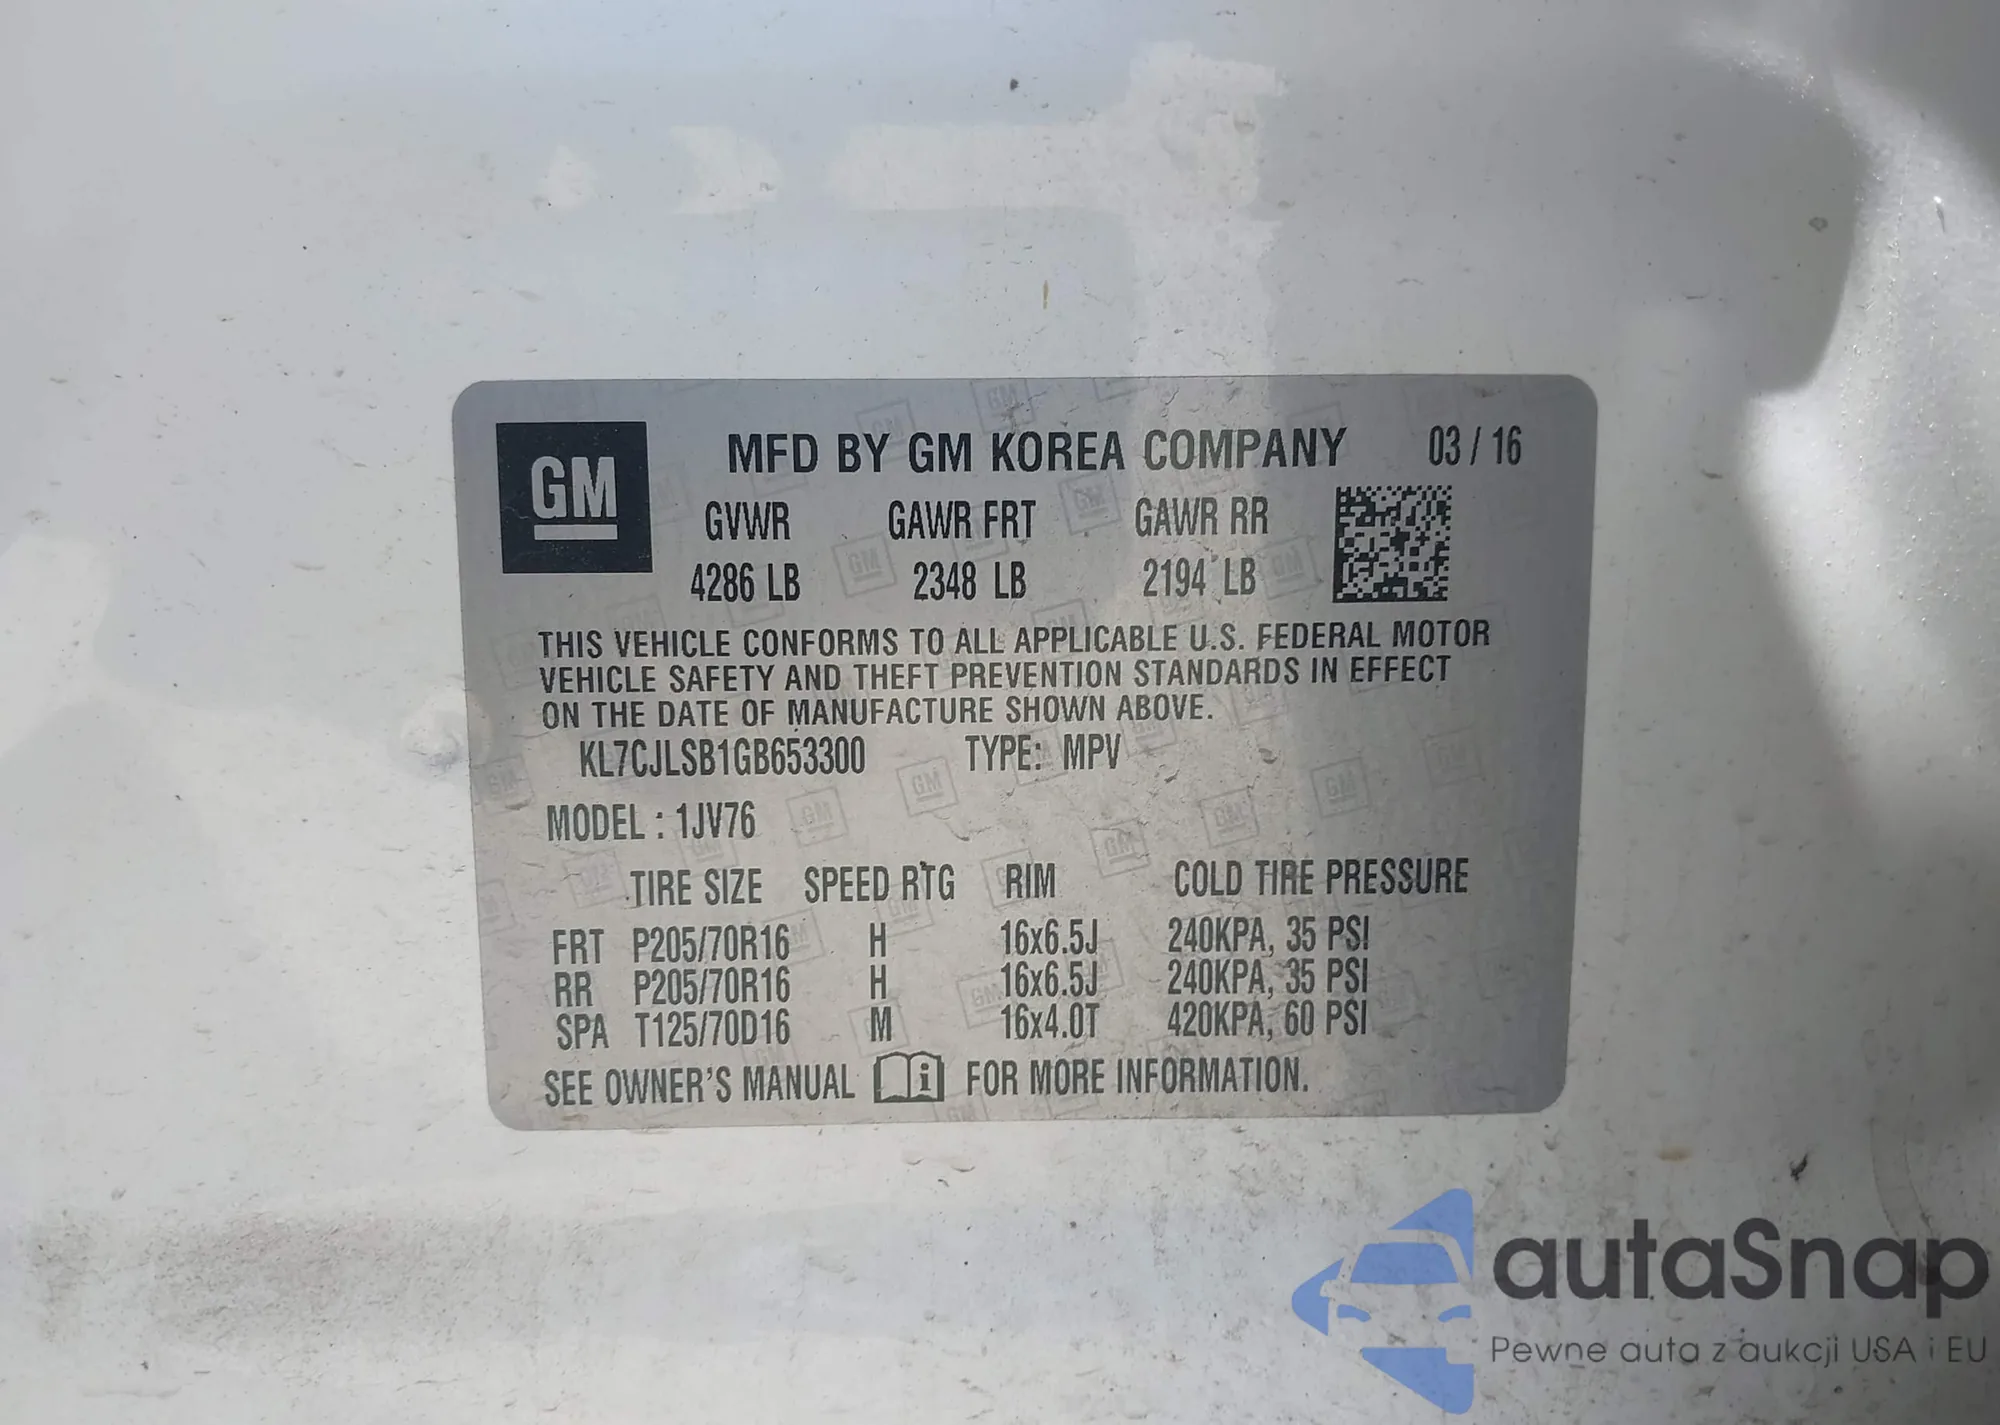 GM
MFD BY GM KOREA COMPANY 03 / 16
GVWR GAWR FRT GAWR RR
4286 LB 2348 LB 2194 LB
THIS VEHICLE CONFORMS TO ALL APPLICABLE U.S. FEDERAL MOTOR
VEHICLE SAFETY AND THEFT PREVENTION STANDARDS IN EFFECT
ON THE DATE OF MANUFACTURE SHOWN ABOVE.
KL7CJLSB1GB653300 TYPE: MPV
MODEL : 1JV76
TIRE SIZE SPEED RTG RIM COLD TIRE PRESSURE
FRT P205/70R16 H 16x6.5J 240KPA, 35 PSI
RR P205/70R16 H 16x6.5J 240KPA, 35 PSI
SPA T125/70D16 M 16x4.0T 420KPA, 60 PSI
SEE OWNER'S MANUAL i FOR MORE INFORMATION.
autaSnap
Pewne auta z aukcji USA i EU